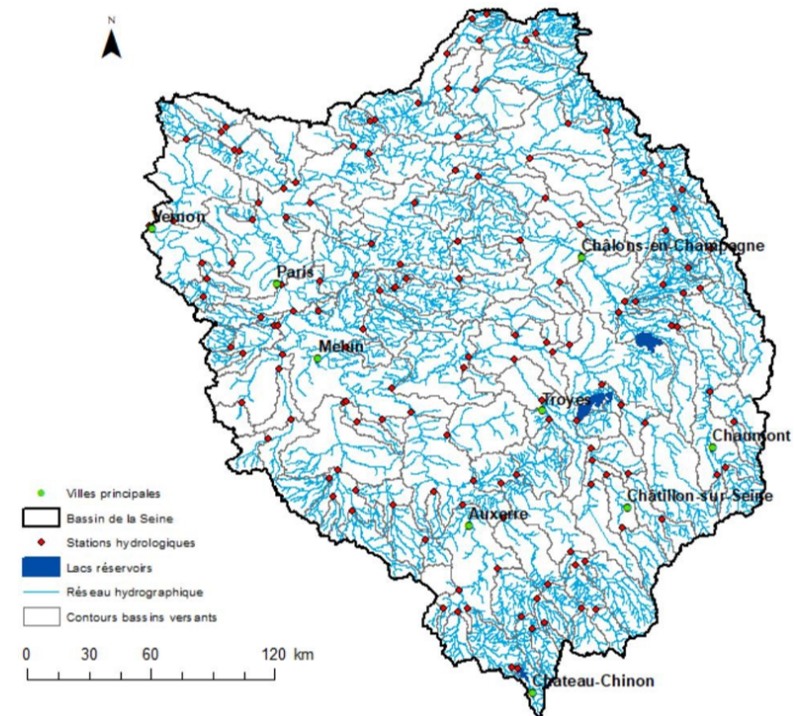 N
Vernon
Châlons-en-Champagne
Paris
Melun
Troyes
Chaumont
Châtillon-sur-Seine
Auxerre
Château-Chinon
Villes principales
Bassin de la Seine
Stations hydrologiques
Lacs réservoirs
Réseau hydrographique
Contours bassins versants
0 30 60 120 km